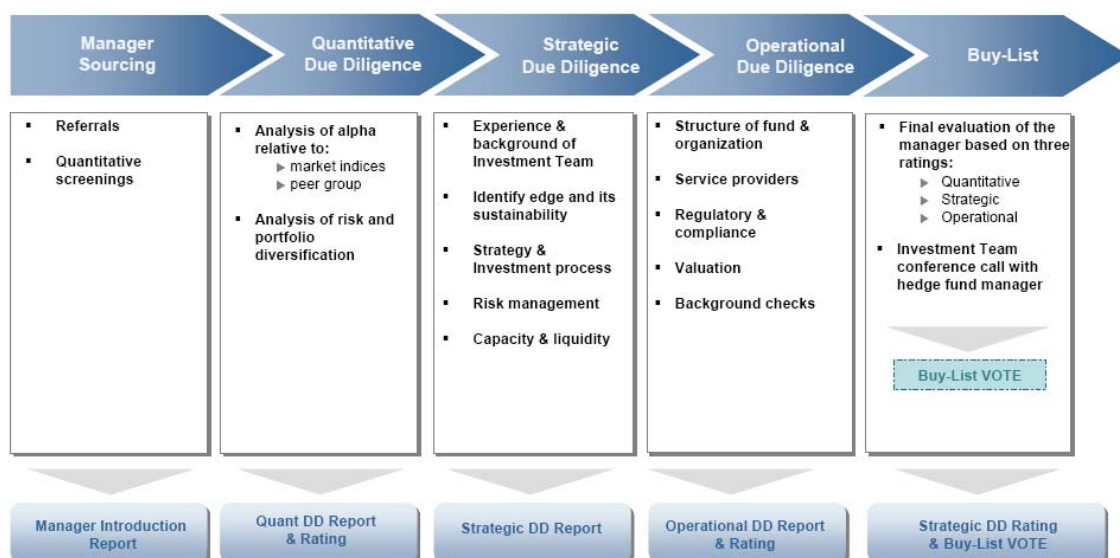 Manager
Sourcing
Quantitative
Due Diligence
Strategic
Due Diligence
Operational
Due Diligence
Buy-List
▪ Referrals
▪ Quantitative
screenings
▪ Analysis of alpha
relative to:
▶ market indices
▶ peer group
▪ Analysis of risk and
portfolio
diversification
▪ Experience &
background of
Investment Team
▪ Identify edge and its
sustainability
▪ Strategy &
Investment process
▪ Risk management
▪ Capacity & liquidity
▪ Structure of fund &
organization
▪ Service providers
▪ Regulatory &
compliance
▪ Valuation
▪ Background checks
▪ Final evaluation of the
manager based on three
ratings:
▶ Quantitative
▶ Strategic
▶ Operational
▪ Investment Team
conference call with
hedge fund manager
Buy-List VOTE
Manager Introduction
Report
Quant DD Report
& Rating
Strategic DD Report
Operational DD Report
& Rating
Strategic DD Rating
& Buy-List VOTE